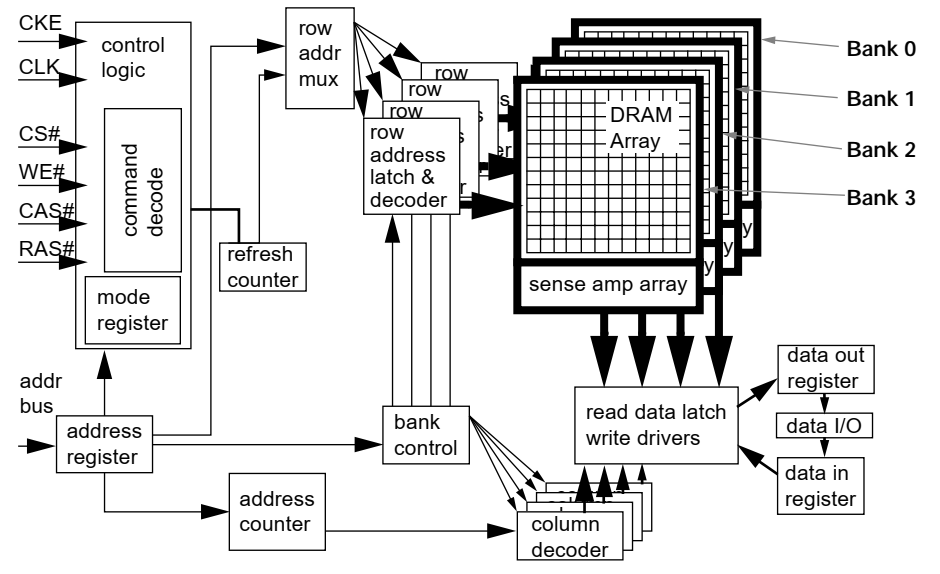 CKE
CLK
CS#
WE#
CAS#
RAS#
control
logic
command
decode
mode
register
addr
bus
address
register
refresh
counter
row
addr
mux
row
row
row
row
address
latch &
decoder
s
s
s
er
r
DRAM
Array
sense amp array
y
y
y
Bank 0
Bank 1
Bank 2
Bank 3
bank
control
address
counter
column
decoder
read data latch
write drivers
data out
register
data I/O
data in
register